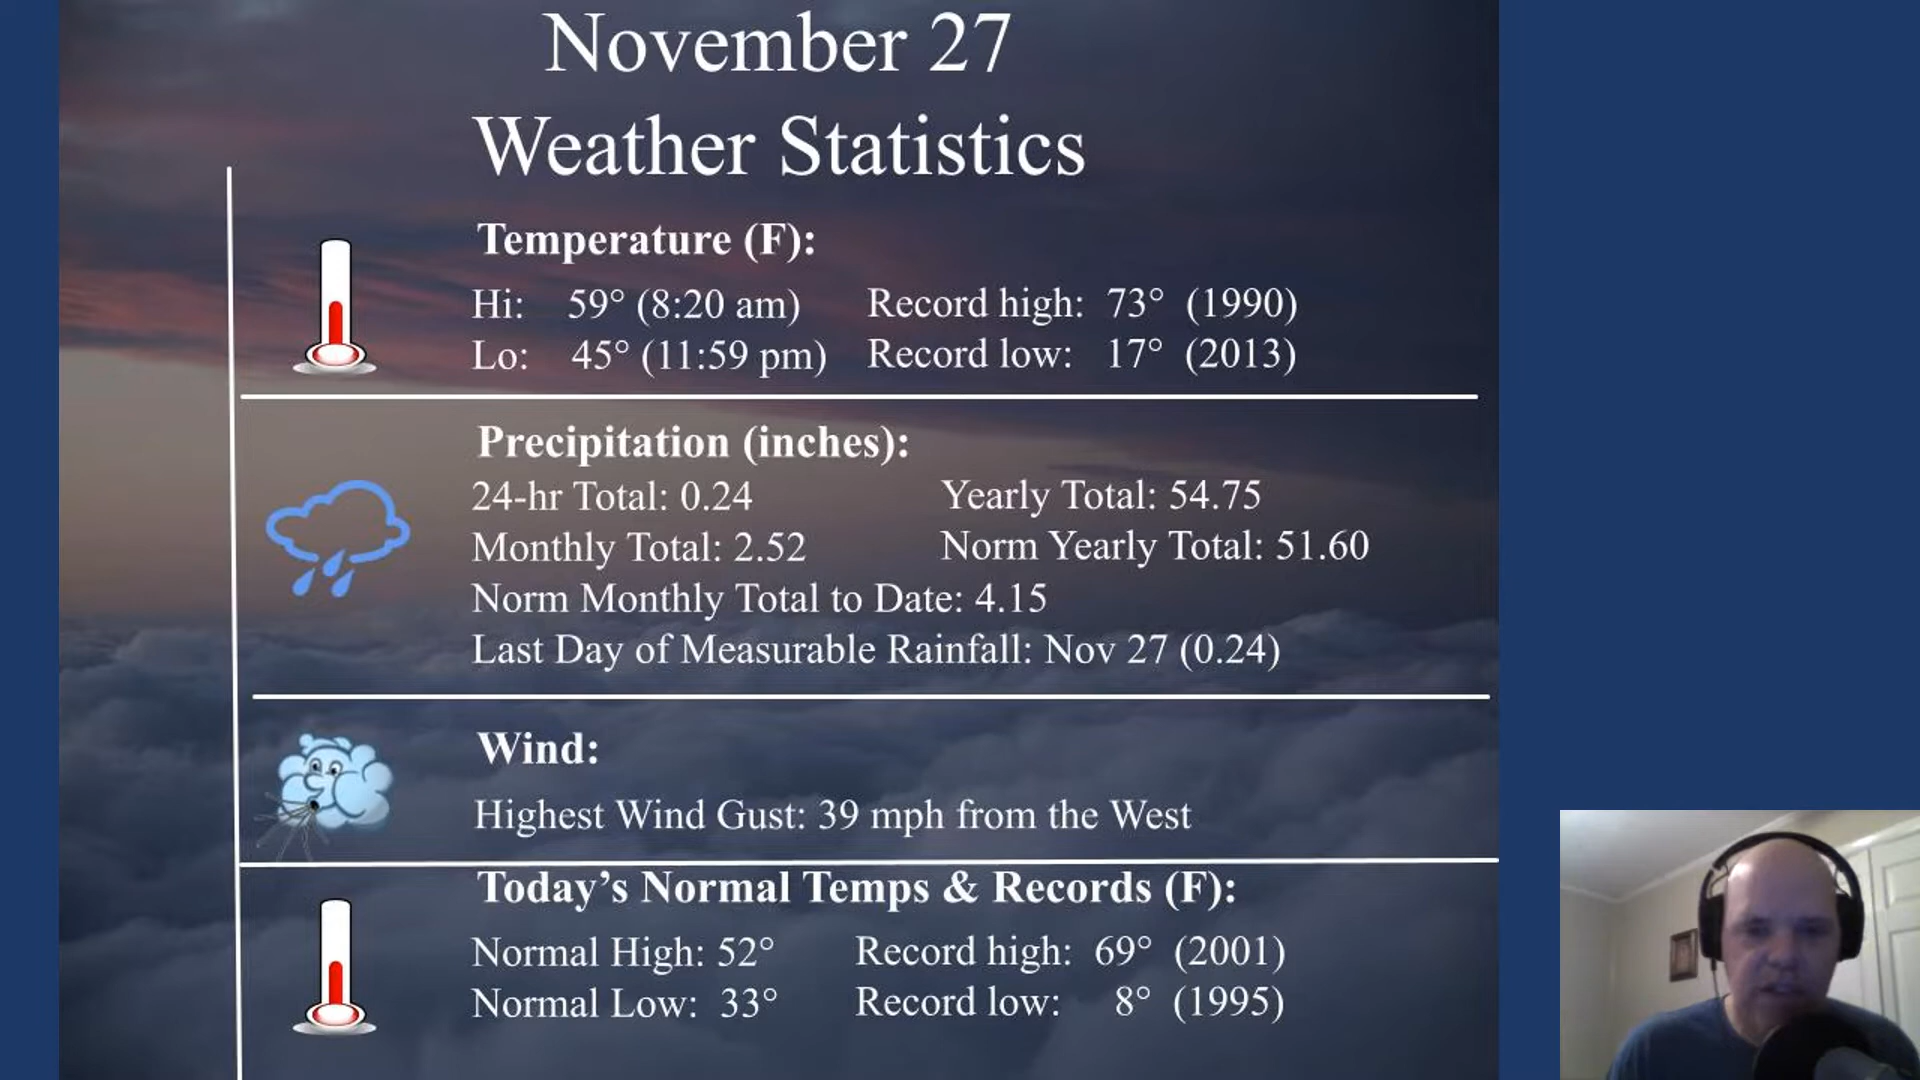 November 27
Weather Statistics
Temperature (F):
Hi: 59° (8:20 am) Record high: 73° (1990)
Lo: 45° (11:59 pm) Record low: 17° (2013)
Precipitation (inches):
24-hr Total: 0.24 Yearly Total: 54.75
Monthly Total: 2.52 Norm Yearly Total: 51.60
Norm Monthly Total to Date: 4.15
Last Day of Measurable Rainfall: Nov 27 (0.24)
Wind:
Highest Wind Gust: 39 mph from the West
Today’s Normal Temps & Records (F):
Normal High: 52° Record high: 69° (2001)
Normal Low: 33° Record low: 8° (1995)